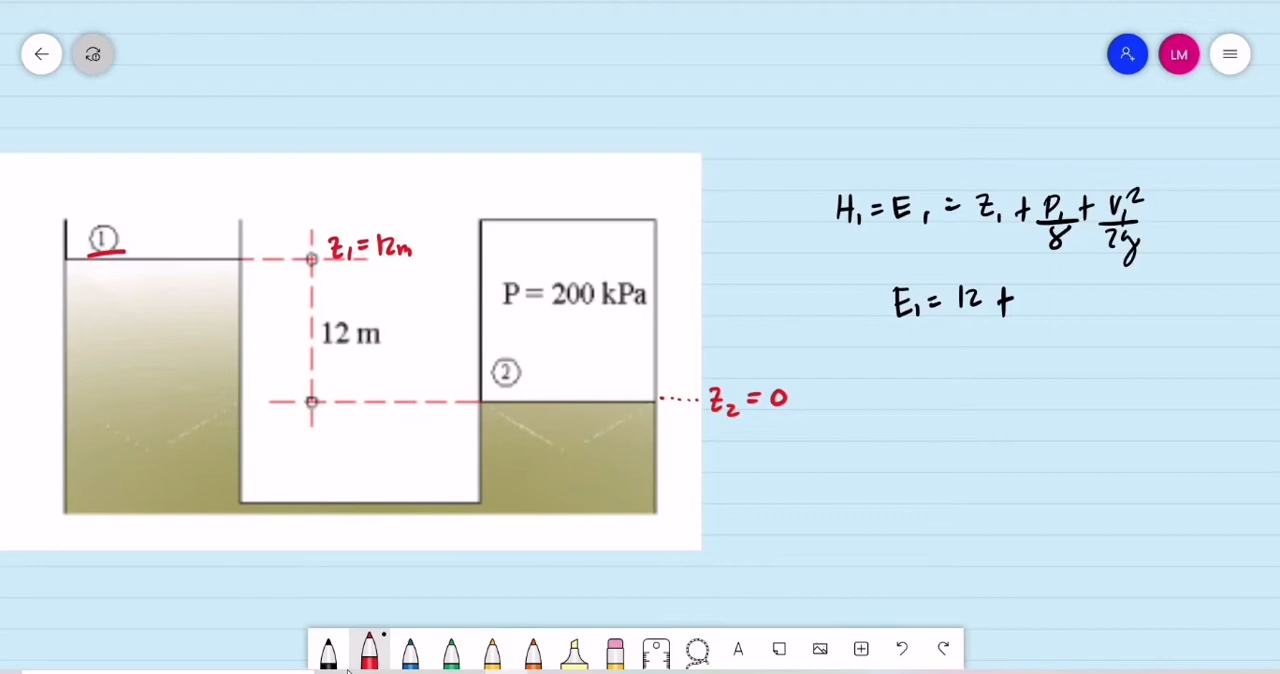 LM
①
z₁ = 12m
H₁ = E₁ = z₁ + P₁/γ + V₁²/2g
P = 200 kPa
E₁ = 12 +
12 m
②
z₂ = 0
A